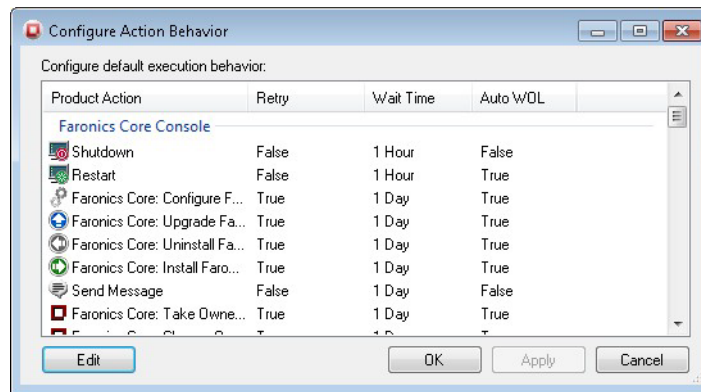 Configure Action Behavior
Configure default execution behavior:
Product Action Retry Wait Time Auto WOL
Faronics Core Console
Shutdown False 1 Hour False
Restart False 1 Hour True
Faronics Core: Configure F... True 1 Day True
Faronics Core: Upgrade Fa... True 1 Day True
Faronics Core: Uninstall Fa... True 1 Day True
Faronics Core: Install Faro... True 1 Day True
Send Message False 1 Day False
Faronics Core: Take Owne... True 1 Day True
Edit OK Apply Cancel